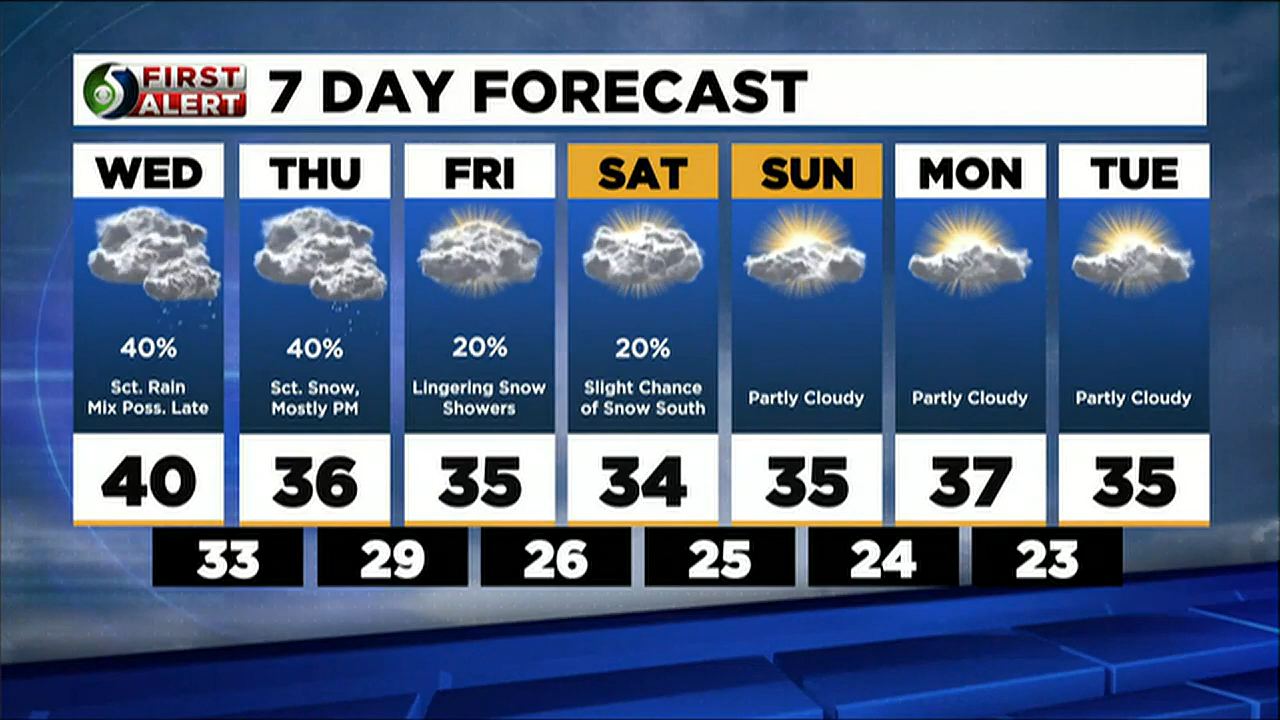 5 FIRST
ALERT
7 DAY FORECAST
WED
40%
Sct. Rain
Mix Poss. Late
40
THU
40%
Sct. Snow,
Mostly PM
36
FRI
20%
Lingering Snow
Showers
35
SAT
20%
Slight Chance
of Snow South
34
SUN
Partly Cloudy
35
MON
Partly Cloudy
37
TUE
Partly Cloudy
35
33
29
26
25
24
23